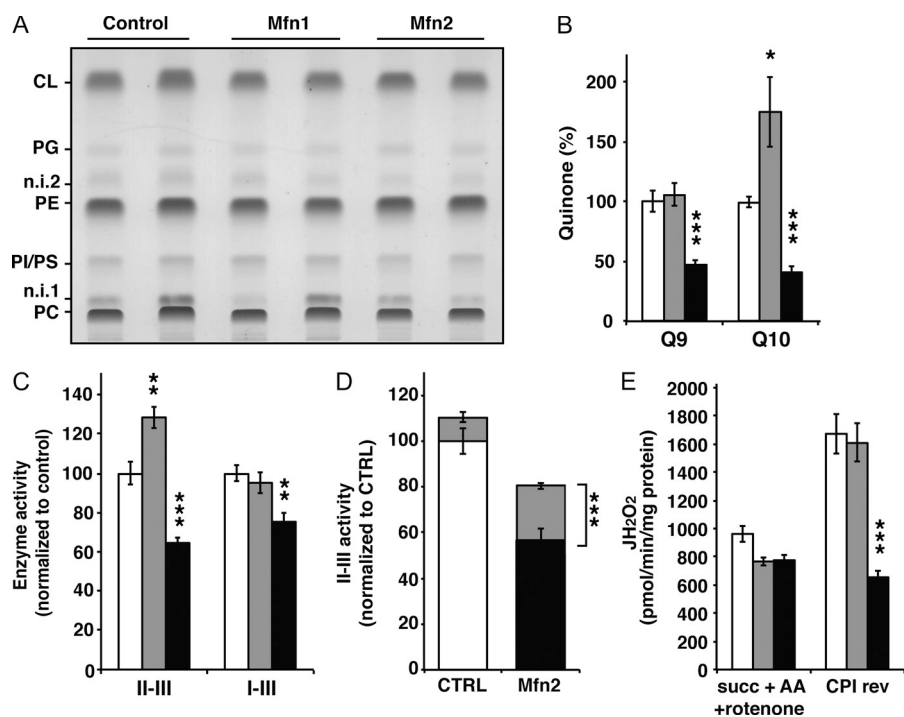 A
Control Mfn1 Mfn2
CL
PG
n.i.2
PE
PI/PS
n.i.1
PC
B
Quinone (%)
200
150
100
50
0
*
***
***
Q9 Q10
C
Enzyme activity
(normalized to control)
140
120
100
80
60
40
20
0
**
***
**
II-III I-III
D
II-III activity
(normalized to CTRL)
120
100
80
60
40
20
0
***
CTRL Mfn2
E
JH2O2
(pmol/min/mg protein)
2000
1800
1600
1400
1200
1000
800
600
400
200
0
***
succ + AA CPI rev
+rotenone